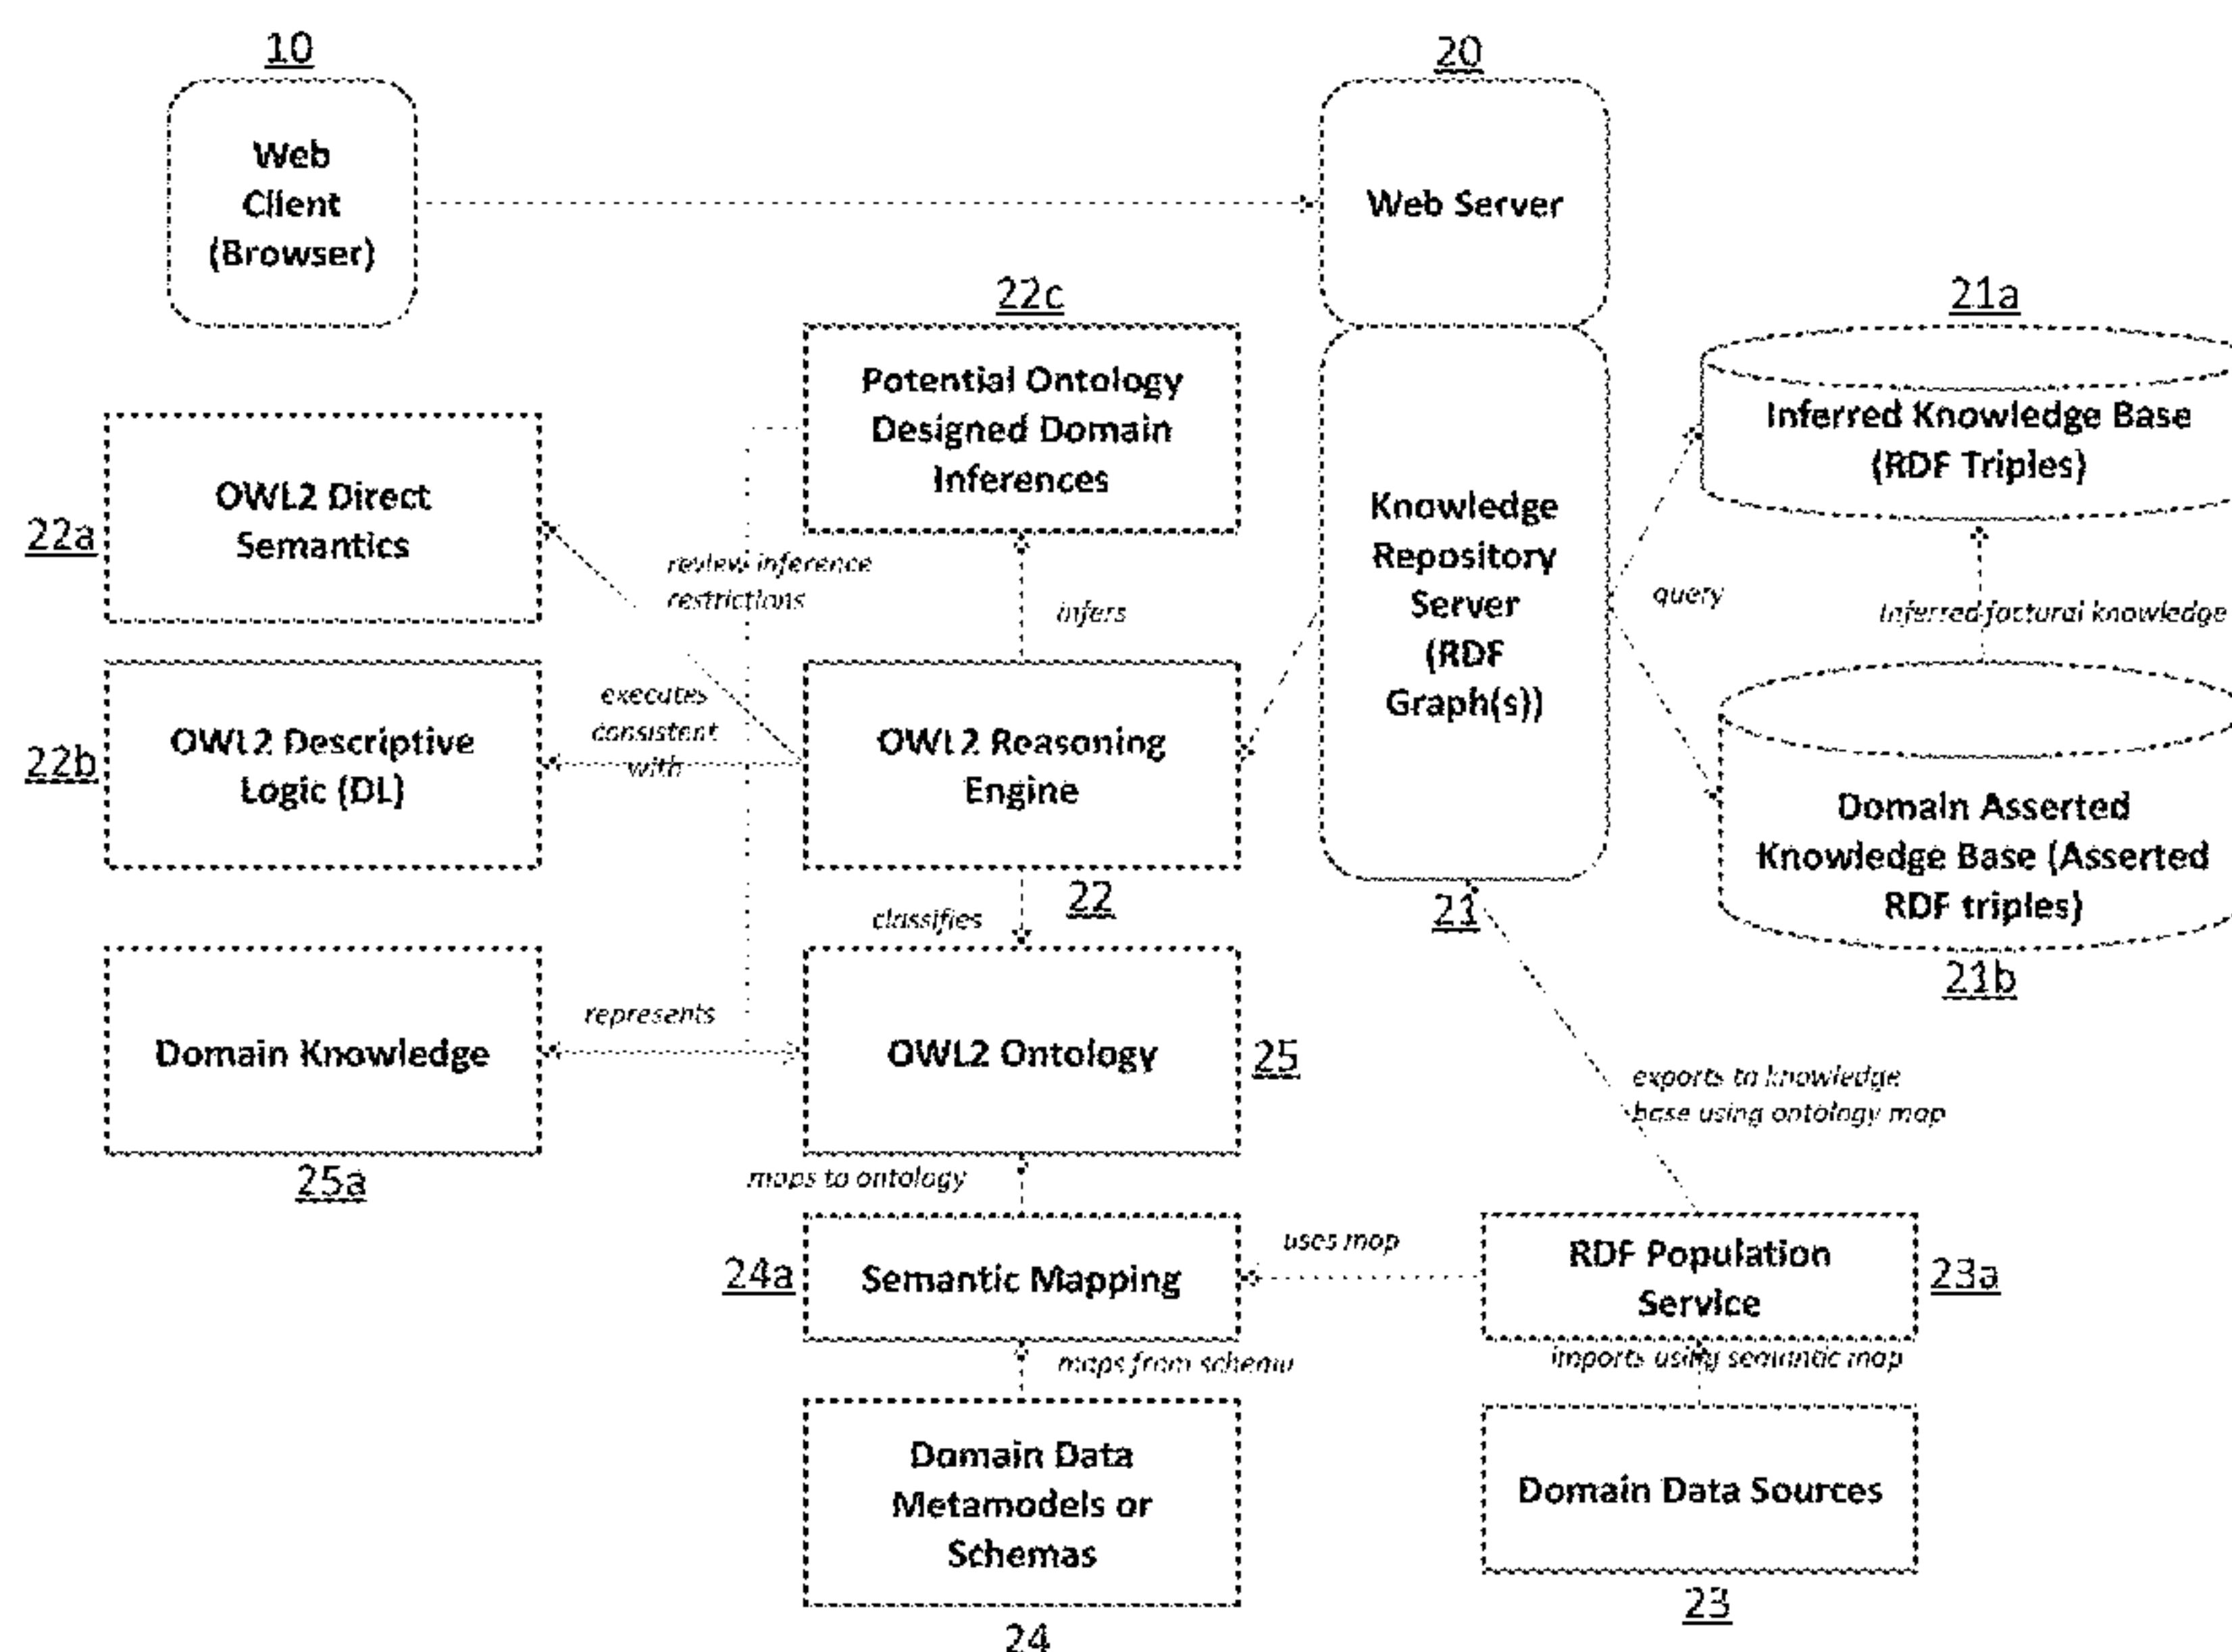 10
Web
Client
(Browser)
20
Web Server
22c
Potential Ontology
Designed Domain
Inferences
21a
Inferred Knowledge Base
(RDF Triples)
22a
OWL2 Direct
Semantics
review inference
restrictions
infers
Knowledge
Repository
Server
(RDF
Graph(s))
21
query
Inferred factural knowledge
22b
OWL2 Descriptive
Logic (DL)
executes
consistent
with
OWL2 Reasoning
Engine
22
Domain Asserted
Knowledge Base (Asserted
RDF triples)
21b
classifies
Domain Knowledge
25a
represents
OWL2 Ontology
25
exports to knowledge
base using ontology map
maps to ontology
24a
Semantic Mapping
uses map
RDF Population
Service
23a
maps from schema
imports using semantic map
Domain Data
Metamodels or
Schemas
24
Domain Data Sources
23